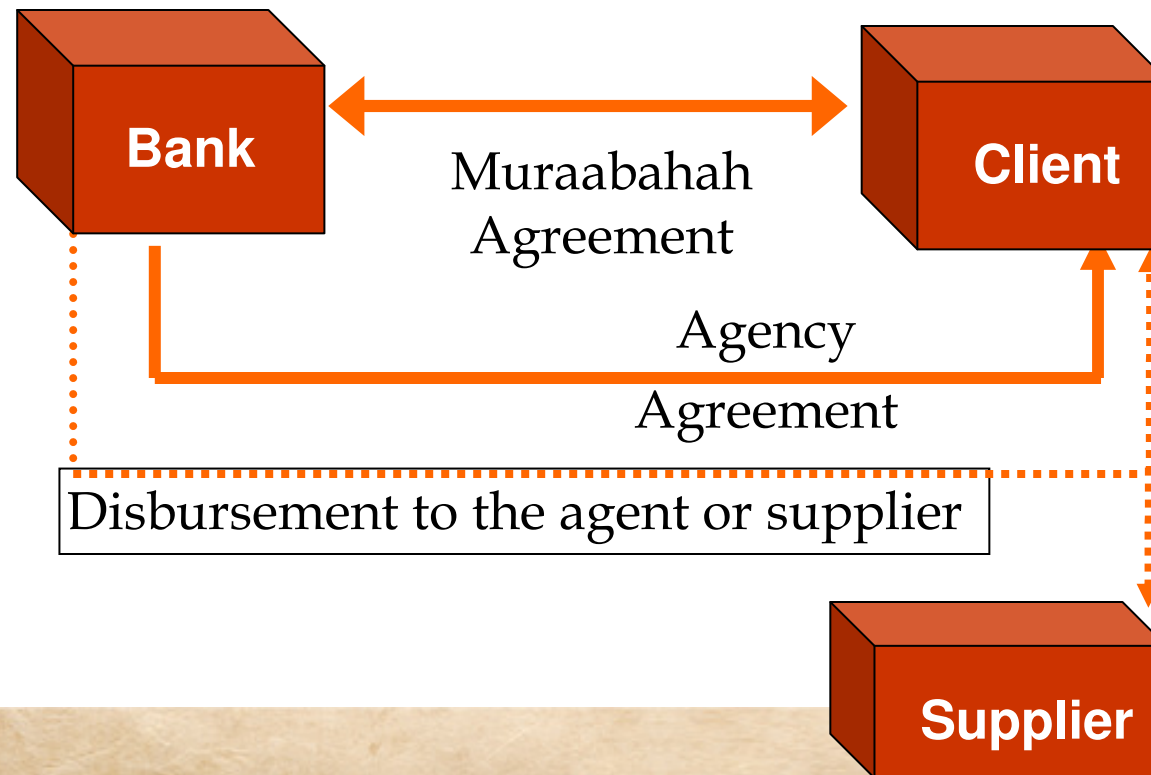 Bank
Client
Muraabahah
Agreement
Agency
Agreement
Disbursement to the agent or supplier
Supplier